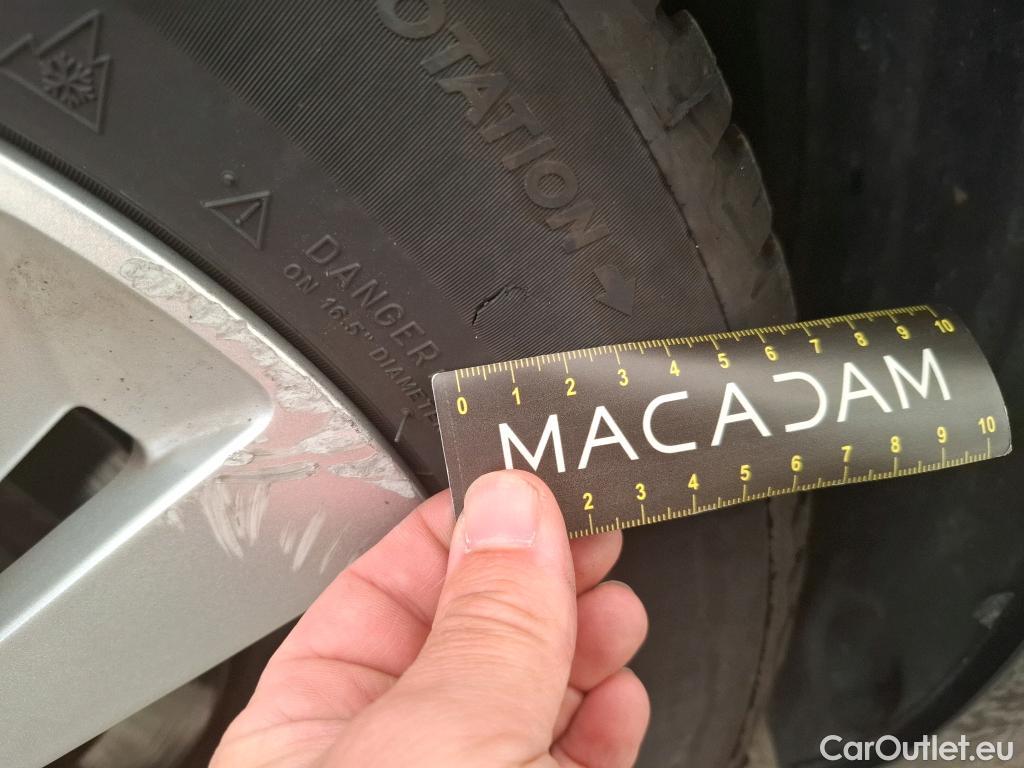 OTATION
DANGER
ON 16.5" DIAMETE
0 1 2 3 4 5 6 7 8 9 10
MACADAM
2 3 4 5 6 7 8 9 10
CarOutlet.eu